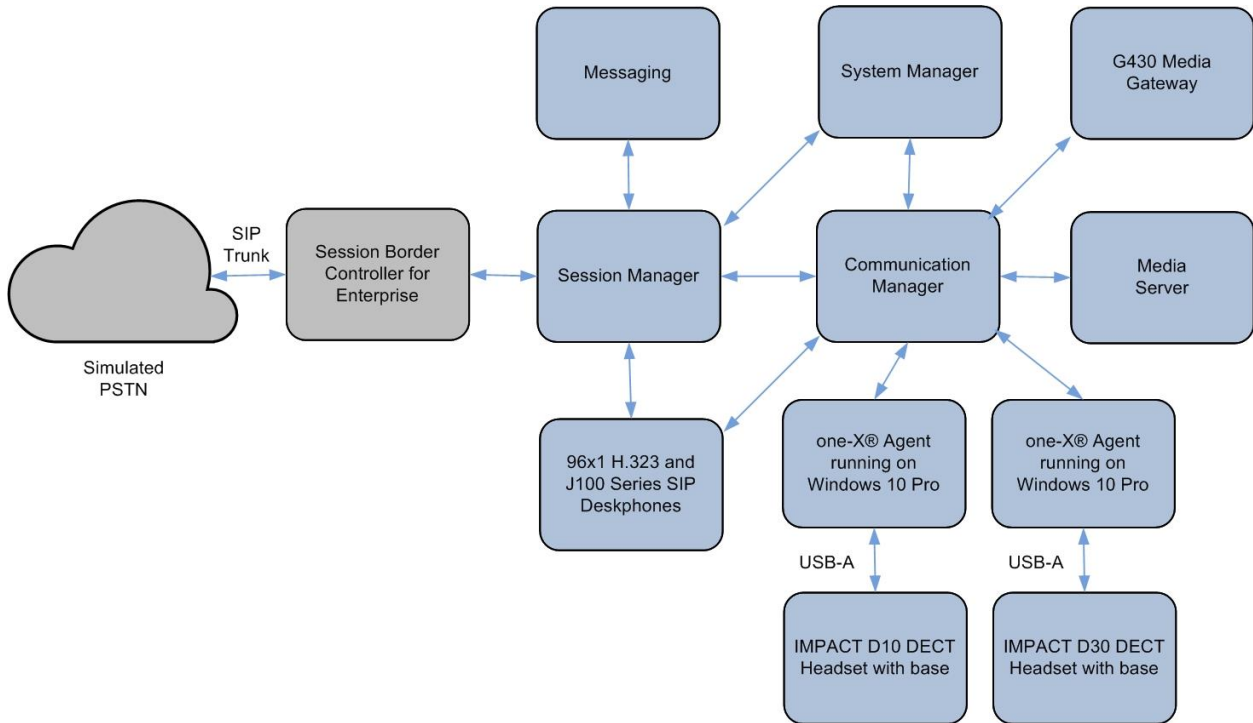 Messaging
System Manager
G430 Media
Gateway
SIP
Trunk
Session Border
Controller for
Enterprise
Session Manager
Communication
Manager
Media
Server
Simulated
PSTN
96x1 H.323 and
J100 Series SIP
Deskphones
one-X® Agent
running on
Windows 10 Pro
one-X® Agent
running on
Windows 10 Pro
USB-A
USB-A
IMPACT D10 DECT
Headset with base
IMPACT D30 DECT
Headset with base